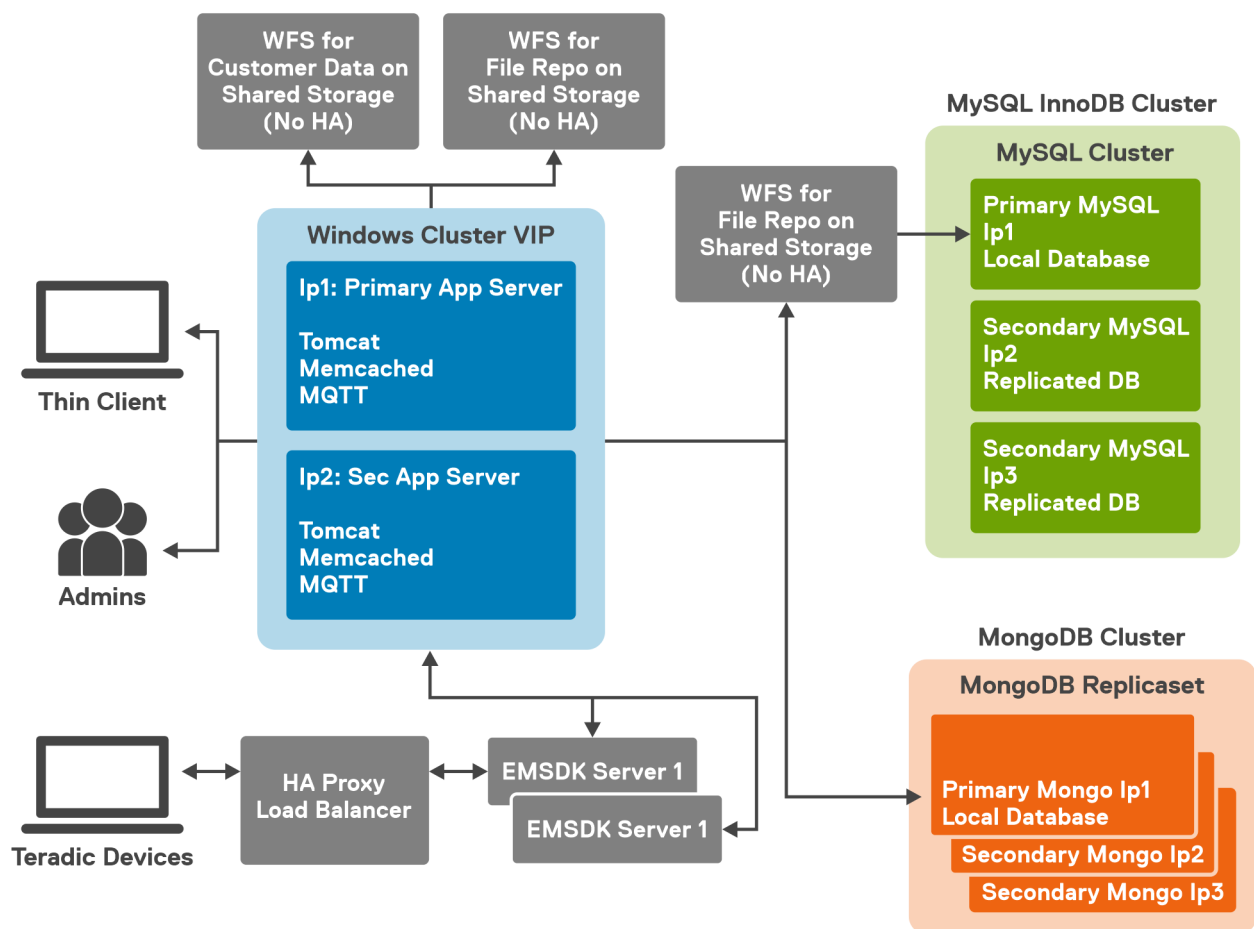 WFS for
Customer Data on
Shared Storage
(No HA)
WFS for
File Repo on
Shared Storage
(No HA)
MySQL InnoDB Cluster
MySQL Cluster
Primary MySQL
Ip1
Local Database
Secondary MySQL
Ip2
Replicated DB
Secondary MySQL
Ip3
Replicated DB
WFS for
File Repo on
Shared Storage
(No HA)
Windows Cluster VIP
Ip1: Primary App Server
Tomcat
Memcached
MQTT
Ip2: Sec App Server
Tomcat
Memcached
MQTT
Thin Client
Admins
MongoDB Cluster
MongoDB Replicaset
Primary Mongo Ip1
Local Database
Secondary Mongo Ip2
Secondary Mongo Ip3
HA Proxy
Load Balancer
EMSDK Server 1
EMSDK Server 1
Teradic Devices